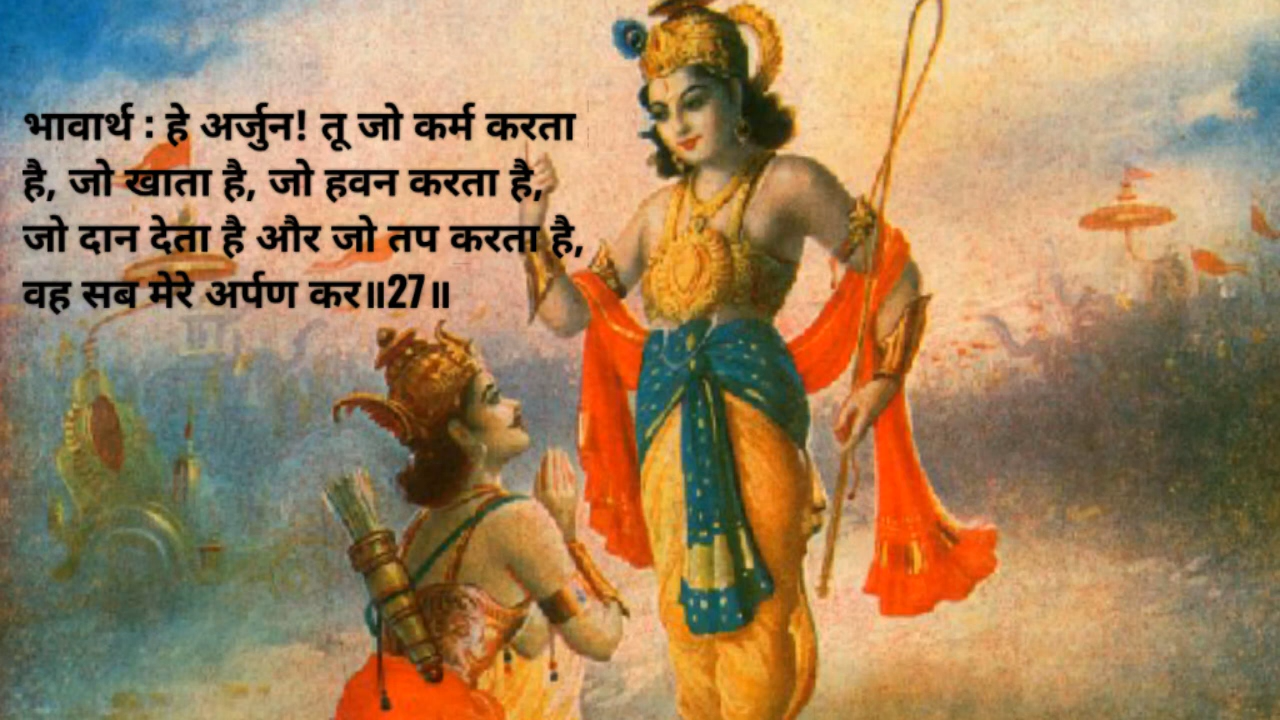 भावार्थ : हे अर्जुन! तू जो कर्म करता
है, जो खाता है, जो हवन करता है,
जो दान देता है और जो तप करता है,
वह सब मेरे अर्पण कर॥27॥